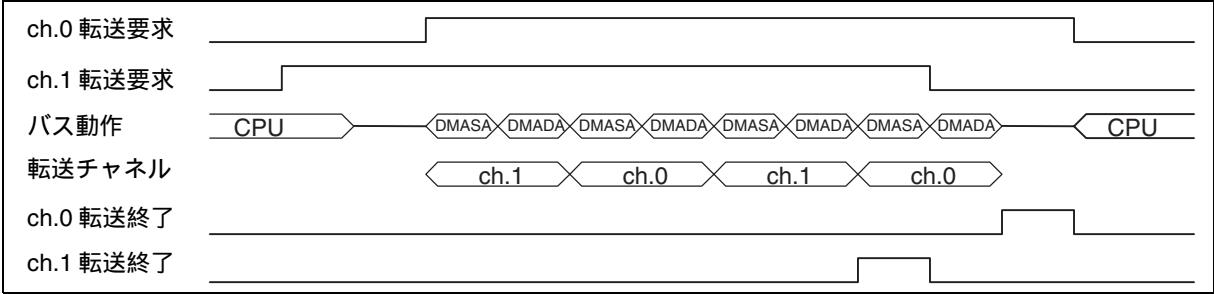 ch.0 転送要求
ch.1 転送要求
バス動作 CPU DMASA DMADA DMASA DMADA DMASA DMADA DMASA DMADA CPU
転送チャネル ch.1 ch.0 ch.1 ch.0
ch.0 転送終了
ch.1 転送終了